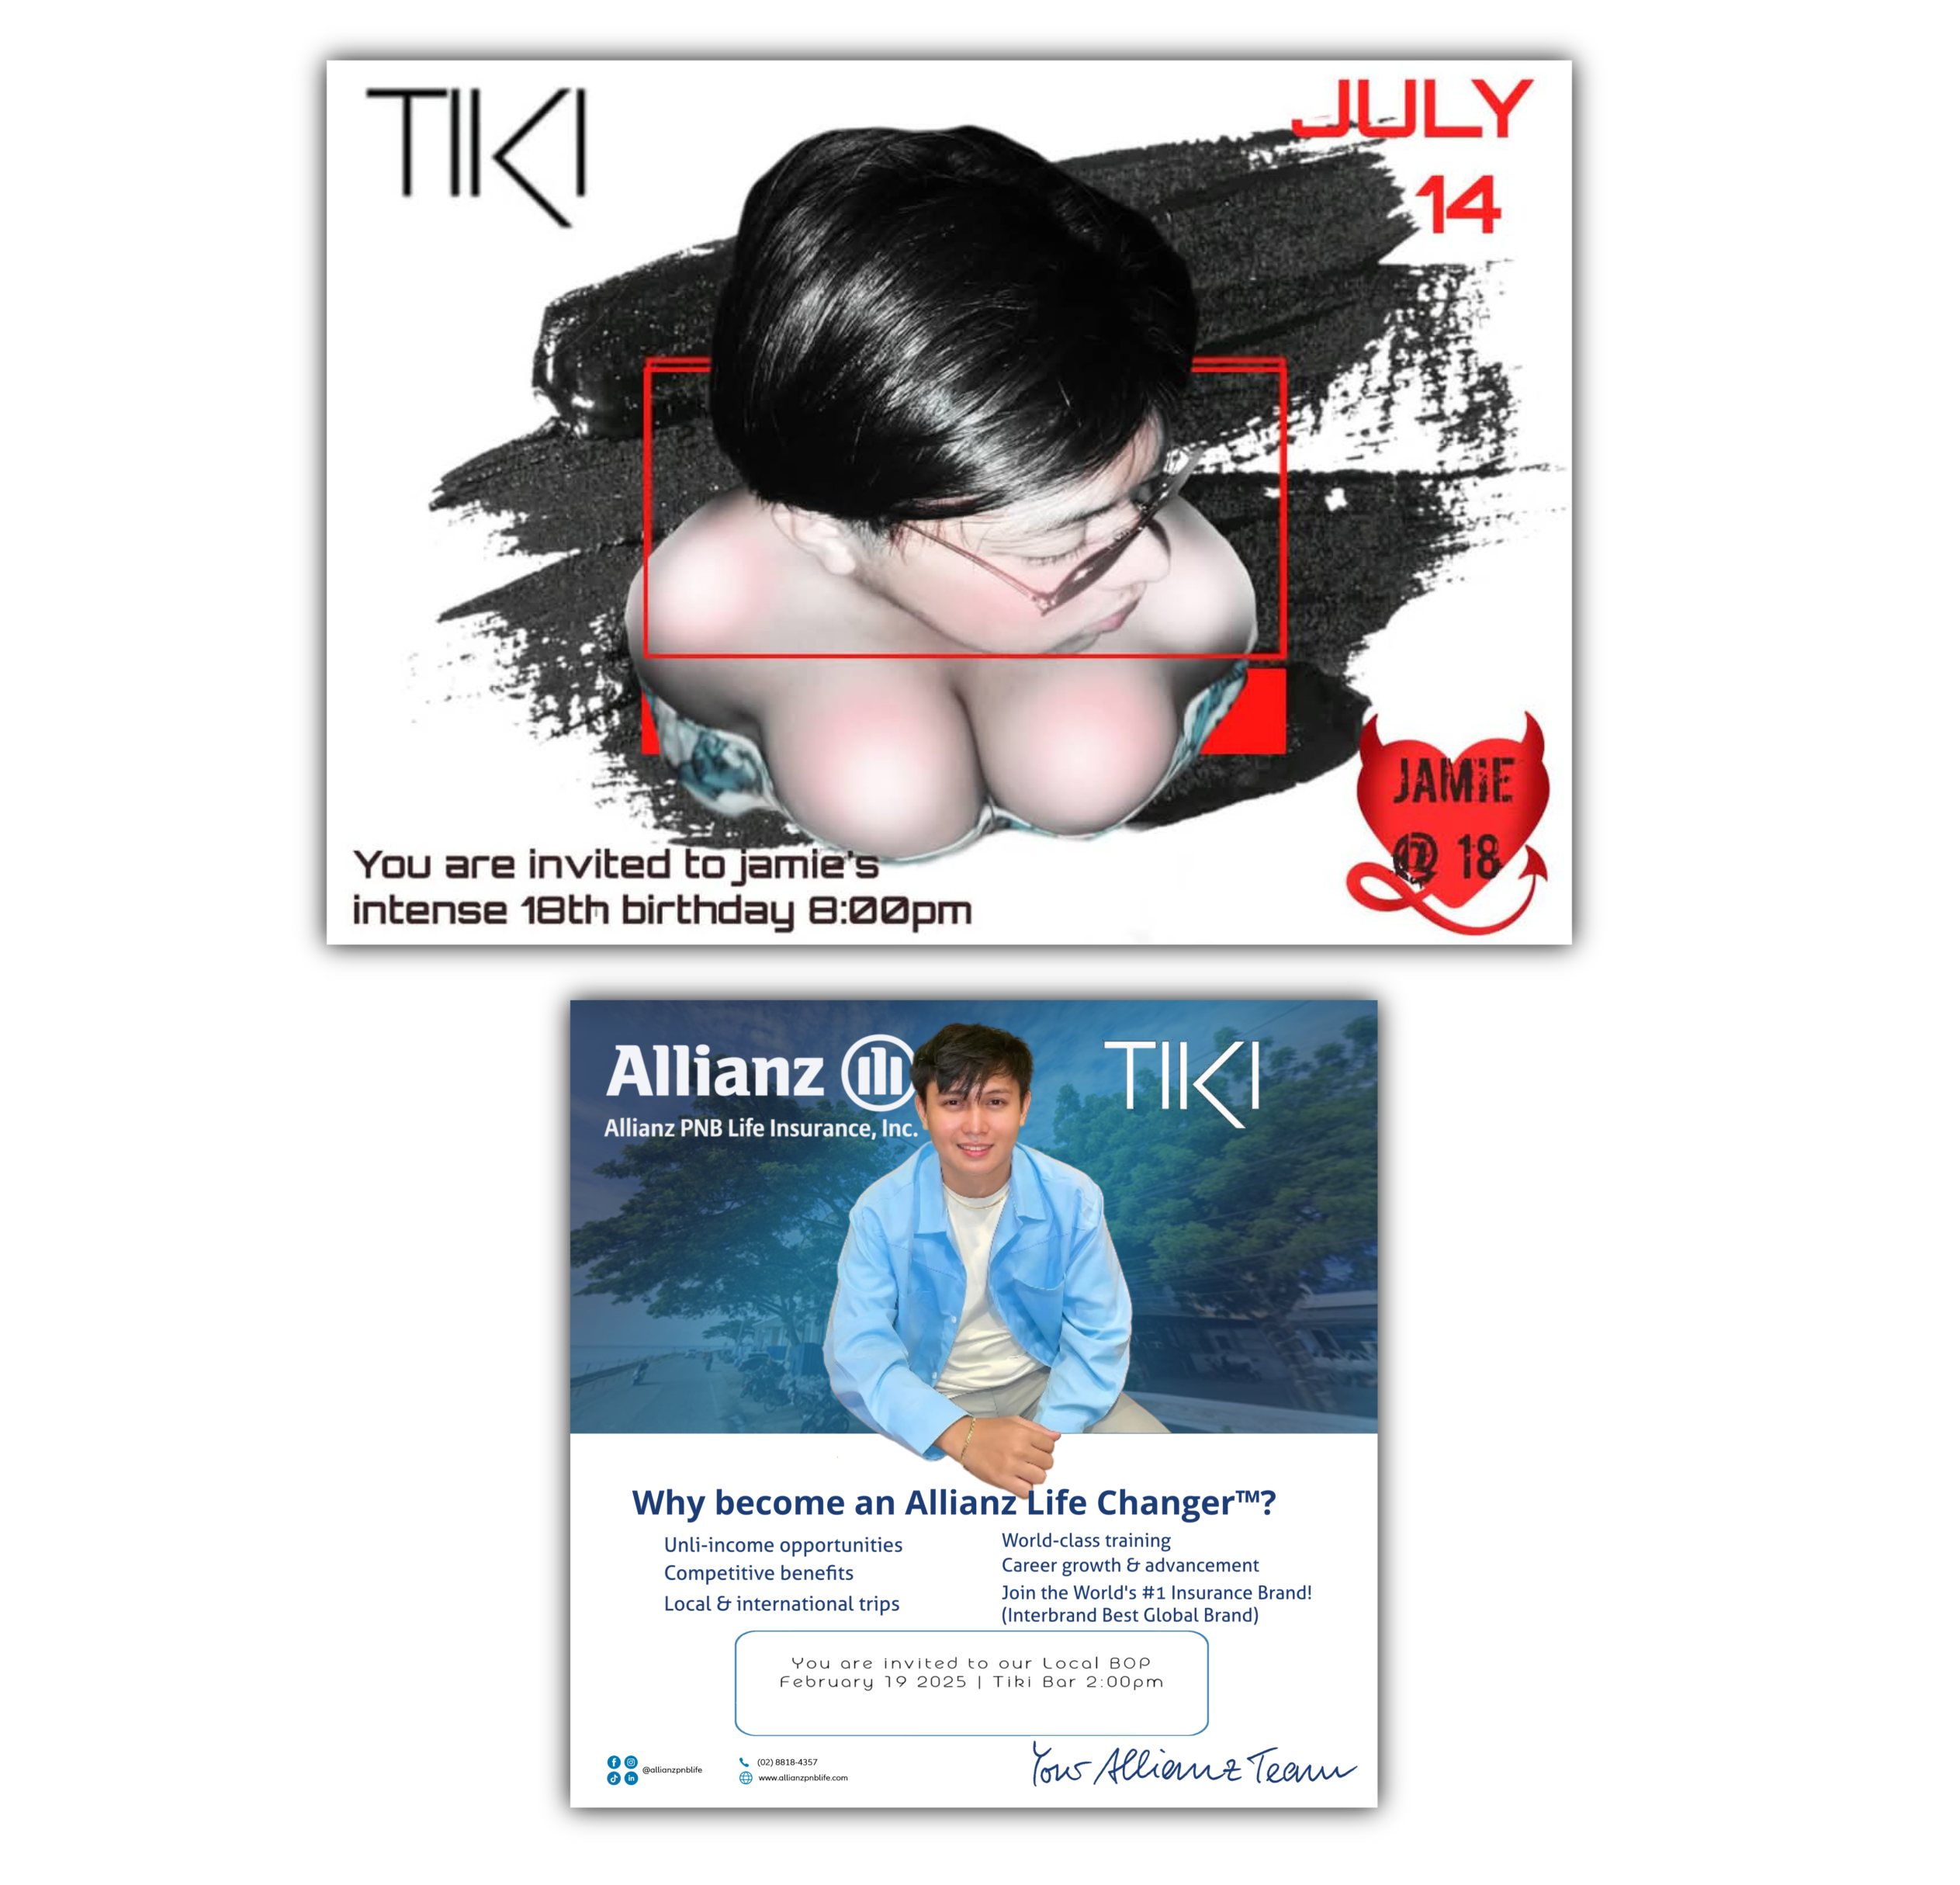 TIKI
JULY
14
JAMIE
@ 18
You are invited to jamie's
intense 18th birthday 8:00pm
Allianz
Allianz PNB Life Insurance, Inc.
TIKI
Why become an Allianz Life Changer™?
Unli-income opportunities
Competitive benefits
Local & international trips
World-class training
Career growth & advancement
Join the World's #1 Insurance Brand!
(Interbrand Best Global Brand)
You are invited to our Local BOP
February 19 2025 | Tiki Bar 2:00pm
@allianzpnblife
(02) 8818-4357
www.allianzpnblife.com
Your Allianz Team